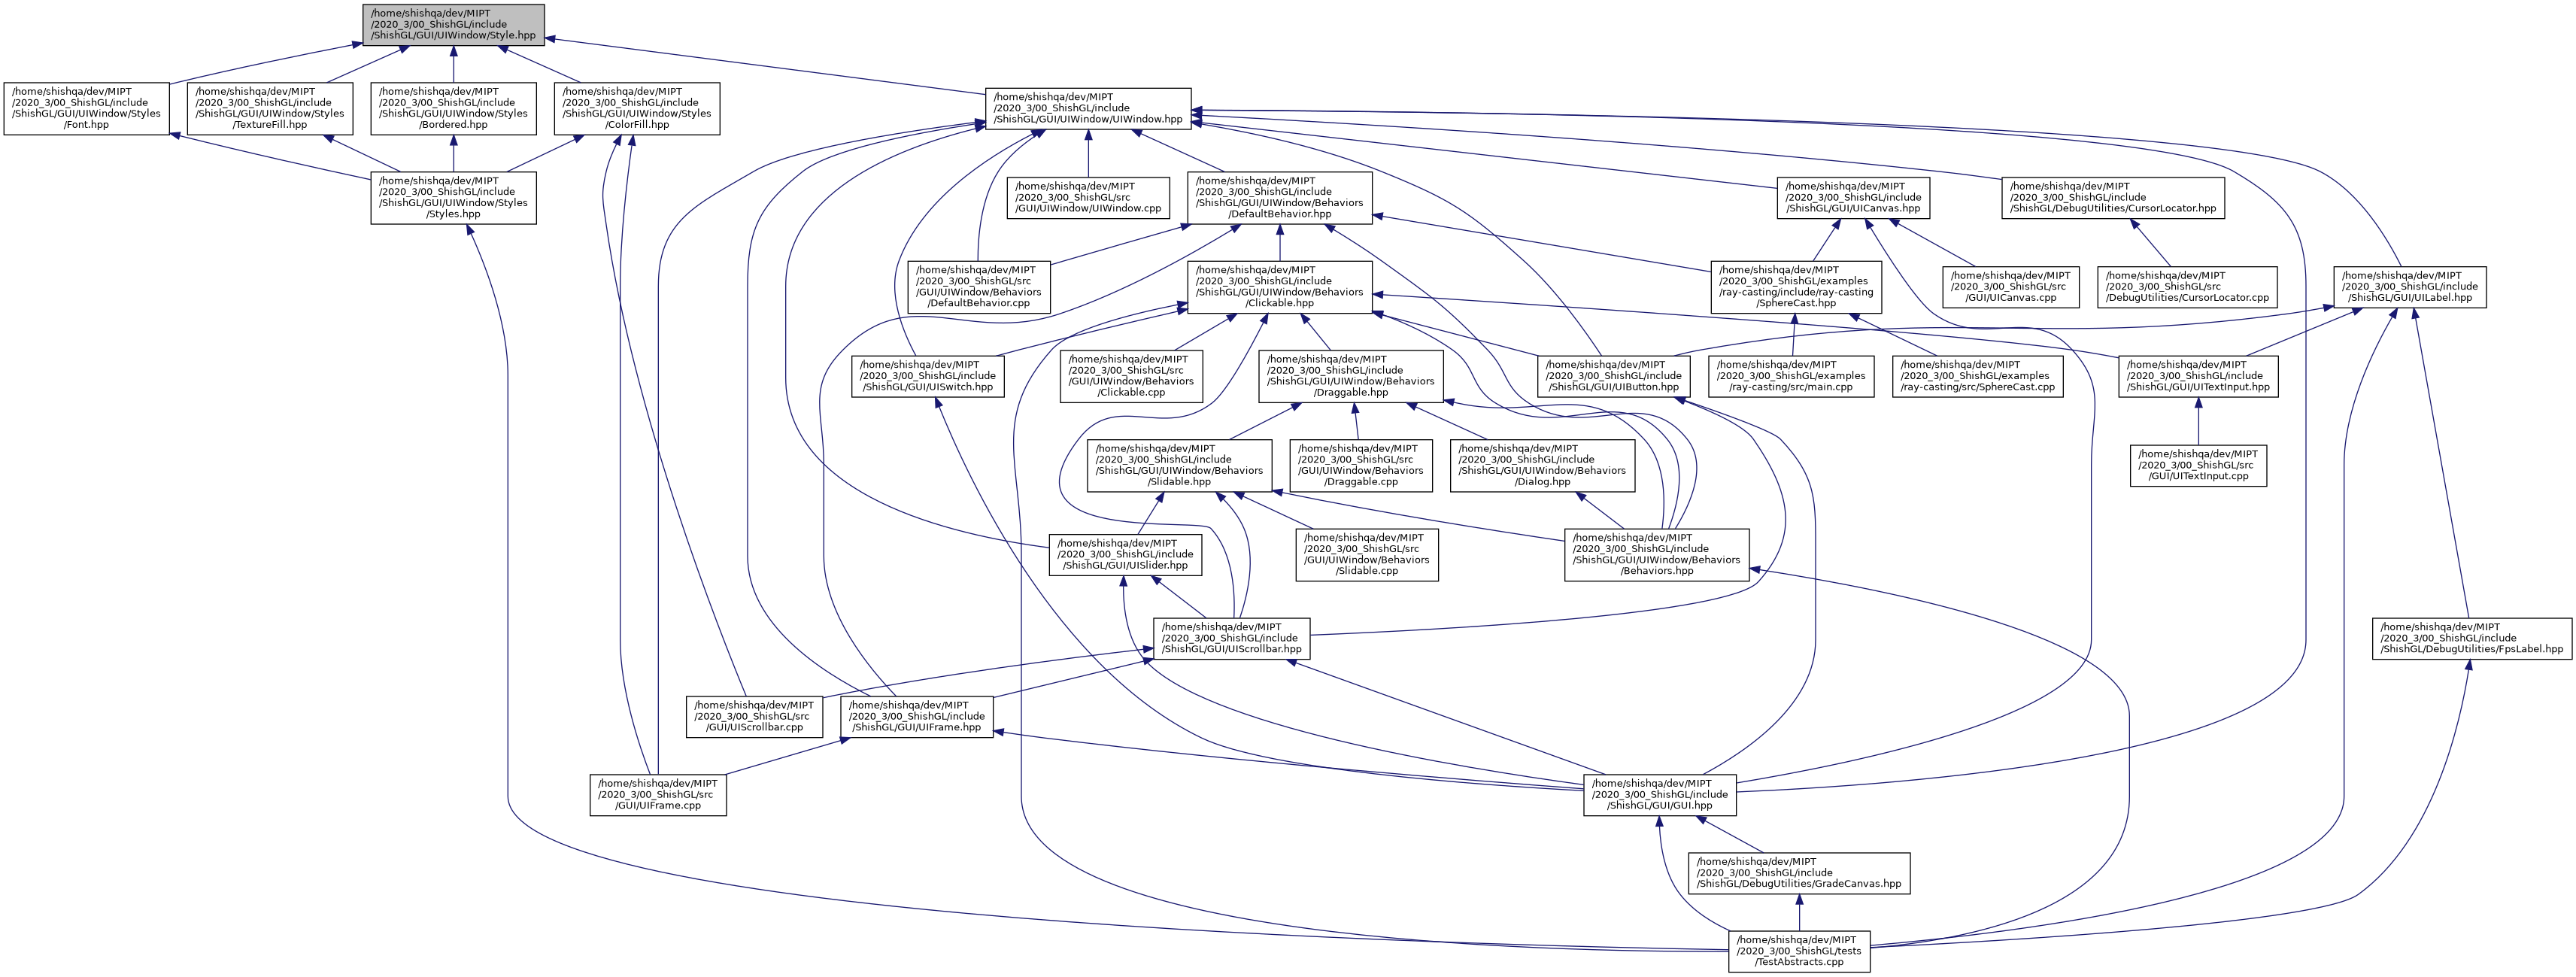 /home/shishqa/dev/MIPT
/2020_3/00_ShishGL/include
/ShishGL/GUI/UIWindow/Style.hpp
/home/shishqa/dev/MIPT
/2020_3/00_ShishGL/include
/ShishGL/GUI/UIWindow/Styles
/Font.hpp
/home/shishqa/dev/MIPT
/2020_3/00_ShishGL/include
/ShishGL/GUI/UIWindow/Styles
/TextureFill.hpp
/home/shishqa/dev/MIPT
/2020_3/00_ShishGL/include
/ShishGL/GUI/UIWindow/Styles
/Bordered.hpp
/home/shishqa/dev/MIPT
/2020_3/00_ShishGL/include
/ShishGL/GUI/UIWindow/Styles
/ColorFill.hpp
/home/shishqa/dev/MIPT
/2020_3/00_ShishGL/include
/ShishGL/GUI/UIWindow/UIWindow.hpp
/home/shishqa/dev/MIPT
/2020_3/00_ShishGL/include
/ShishGL/GUI/UIWindow/Styles
/Styles.hpp
/home/shishqa/dev/MIPT
/2020_3/00_ShishGL/src
/GUI/UIWindow/UIWindow.cpp
/home/shishqa/dev/MIPT
/2020_3/00_ShishGL/include
/ShishGL/GUI/UIWindow/Behaviors
/DefaultBehavior.hpp
/home/shishqa/dev/MIPT
/2020_3/00_ShishGL/include
/ShishGL/GUI/UICanvas.hpp
/home/shishqa/dev/MIPT
/2020_3/00_ShishGL/include
/ShishGL/DebugUtilities/CursorLocator.hpp
/home/shishqa/dev/MIPT
/2020_3/00_ShishGL/src
/GUI/UIWindow/Behaviors
/DefaultBehavior.cpp
/home/shishqa/dev/MIPT
/2020_3/00_ShishGL/include
/ShishGL/GUI/UIWindow/Behaviors
/Clickable.hpp
/home/shishqa/dev/MIPT
/2020_3/00_ShishGL/examples
/ray-casting/include/ray-casting
/SphereCast.hpp
/home/shishqa/dev/MIPT
/2020_3/00_ShishGL/src
/GUI/UICanvas.cpp
/home/shishqa/dev/MIPT
/2020_3/00_ShishGL/src
/DebugUtilities/CursorLocator.cpp
/home/shishqa/dev/MIPT
/2020_3/00_ShishGL/include
/ShishGL/GUI/UILabel.hpp
/home/shishqa/dev/MIPT
/2020_3/00_ShishGL/include
/ShishGL/GUI/UISwitch.hpp
/home/shishqa/dev/MIPT
/2020_3/00_ShishGL/src
/GUI/UIWindow/Behaviors
/Clickable.cpp
/home/shishqa/dev/MIPT
/2020_3/00_ShishGL/include
/ShishGL/GUI/UIWindow/Behaviors
/Draggable.hpp
/home/shishqa/dev/MIPT
/2020_3/00_ShishGL/include
/ShishGL/GUI/UIButton.hpp
/home/shishqa/dev/MIPT
/2020_3/00_ShishGL/examples
/ray-casting/src/main.cpp
/home/shishqa/dev/MIPT
/2020_3/00_ShishGL/examples
/ray-casting/src/SphereCast.cpp
/home/shishqa/dev/MIPT
/2020_3/00_ShishGL/include
/ShishGL/GUI/UITextInput.hpp
/home/shishqa/dev/MIPT
/2020_3/00_ShishGL/include
/ShishGL/GUI/UIWindow/Behaviors
/Slidable.hpp
/home/shishqa/dev/MIPT
/2020_3/00_ShishGL/src
/GUI/UIWindow/Behaviors
/Draggable.cpp
/home/shishqa/dev/MIPT
/2020_3/00_ShishGL/include
/ShishGL/GUI/UIWindow/Behaviors
/Dialog.hpp
/home/shishqa/dev/MIPT
/2020_3/00_ShishGL/src
/GUI/UITextInput.cpp
/home/shishqa/dev/MIPT
/2020_3/00_ShishGL/include
/ShishGL/GUI/UISlider.hpp
/home/shishqa/dev/MIPT
/2020_3/00_ShishGL/src
/GUI/UIWindow/Behaviors
/Slidable.cpp
/home/shishqa/dev/MIPT
/2020_3/00_ShishGL/include
/ShishGL/GUI/UIWindow/Behaviors
/Behaviors.hpp
/home/shishqa/dev/MIPT
/2020_3/00_ShishGL/include
/ShishGL/GUI/UIScrollbar.hpp
/home/shishqa/dev/MIPT
/2020_3/00_ShishGL/include
/ShishGL/DebugUtilities/FpsLabel.hpp
/home/shishqa/dev/MIPT
/2020_3/00_ShishGL/src
/GUI/UIScrollbar.cpp
/home/shishqa/dev/MIPT
/2020_3/00_ShishGL/include
/ShishGL/GUI/UIFrame.hpp
/home/shishqa/dev/MIPT
/2020_3/00_ShishGL/src
/GUI/UIFrame.cpp
/home/shishqa/dev/MIPT
/2020_3/00_ShishGL/include
/ShishGL/GUI/GUI.hpp
/home/shishqa/dev/MIPT
/2020_3/00_ShishGL/include
/ShishGL/DebugUtilities/GradeCanvas.hpp
/home/shishqa/dev/MIPT
/2020_3/00_ShishGL/tests
/TestAbstracts.cpp